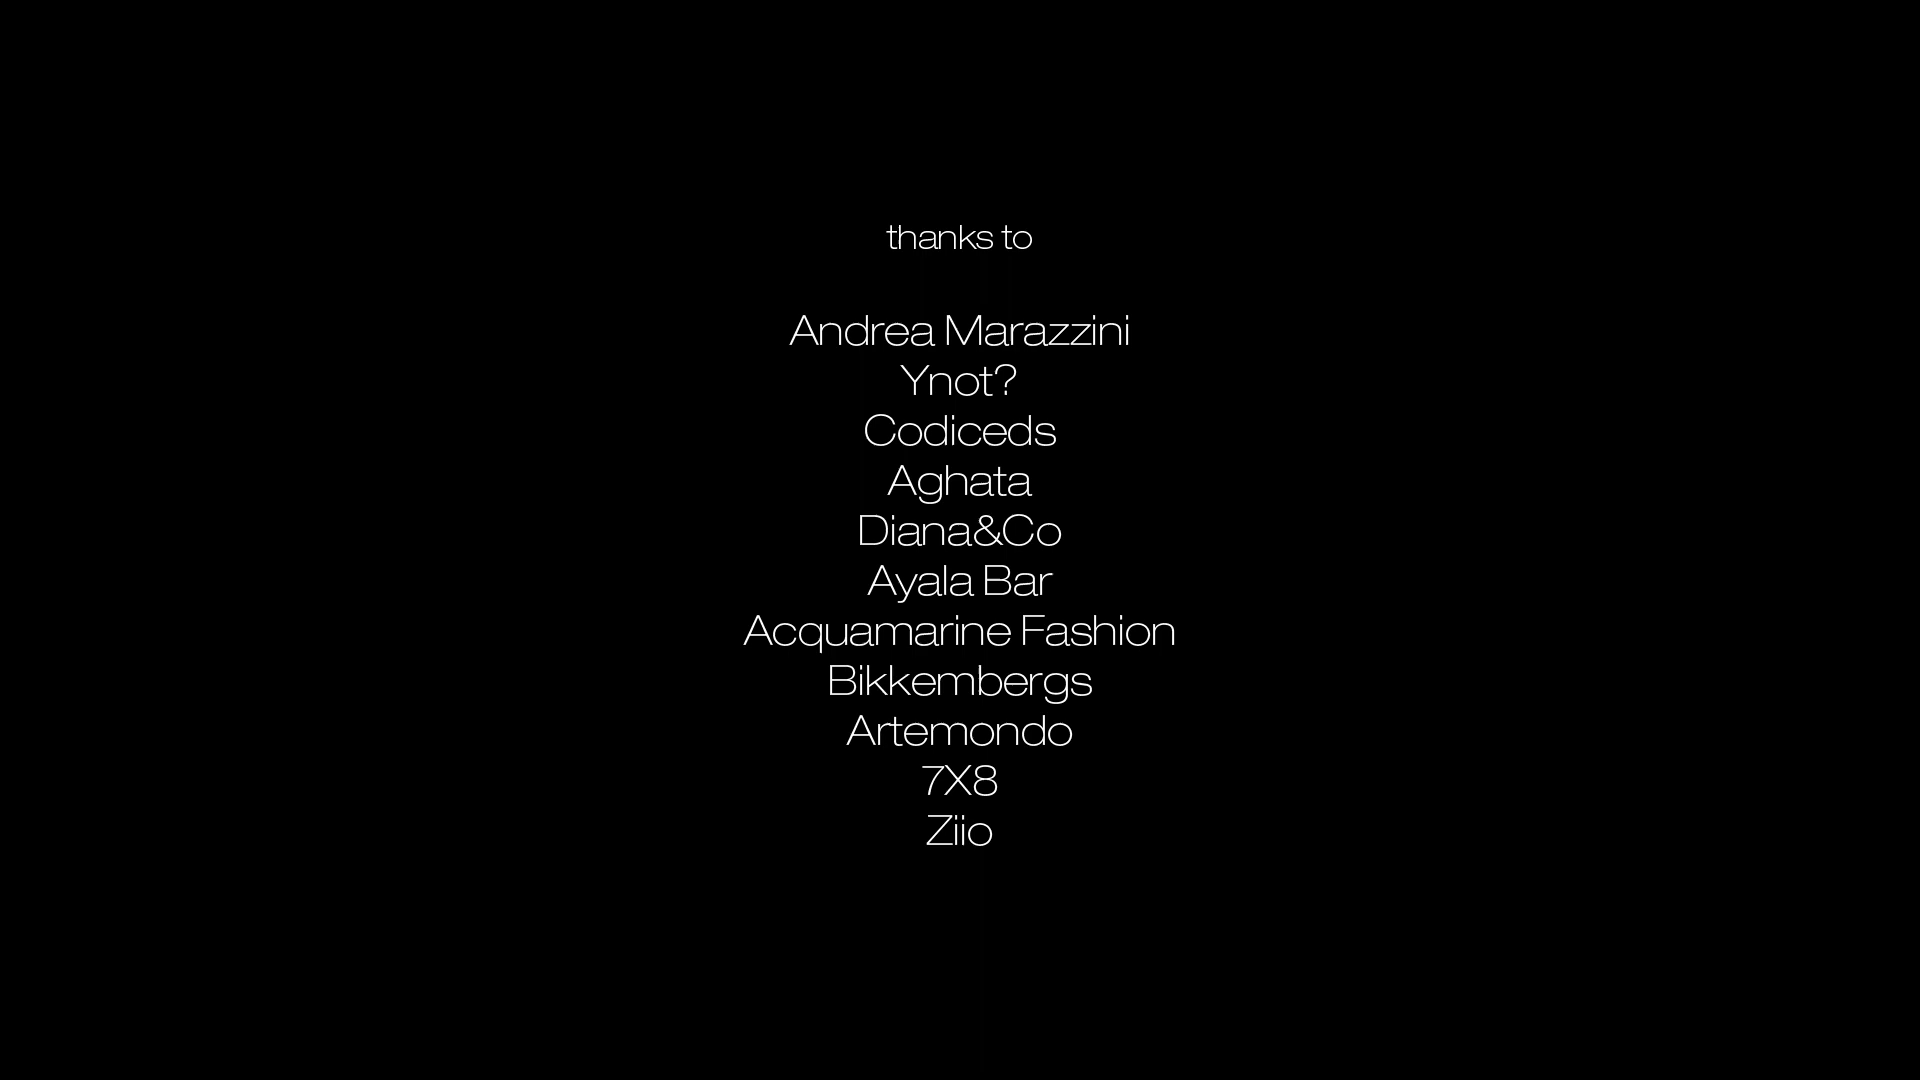 thanks to
Andrea Marazzini
Ynot?
Codiceds
Aghata
Diana&Co
Ayala Bar
Acquamarine Fashion
Bikkembergs
Artemondo
7X8
Ziio